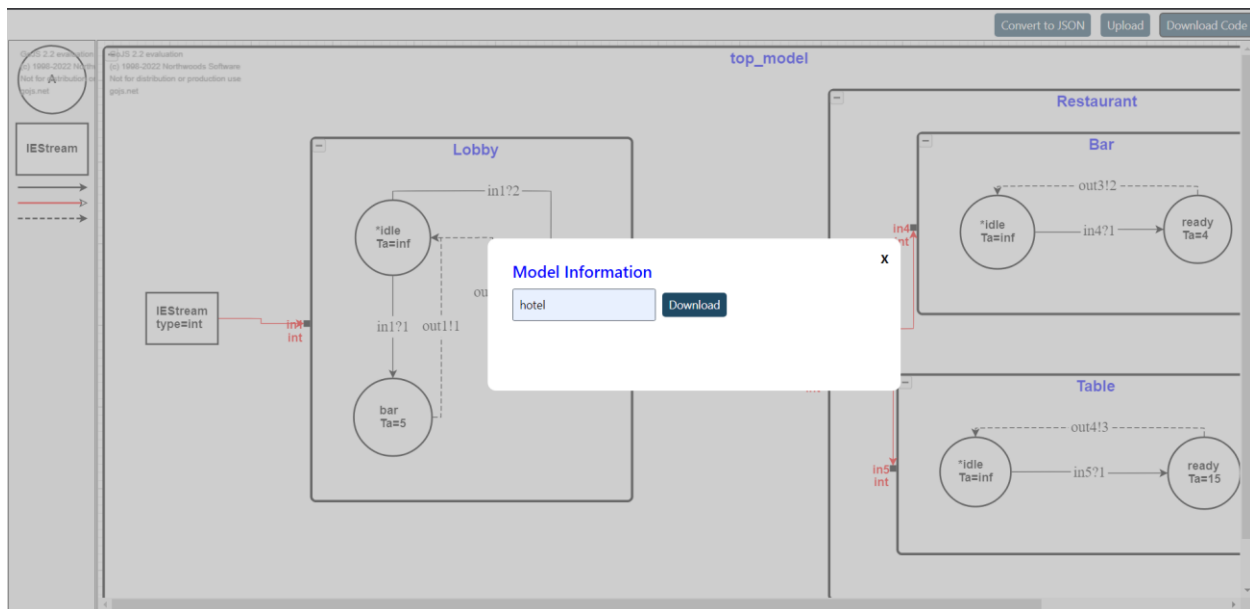 Convert to JSON
Upload
Download Code
GoJS 2.2 evaluation
(c) 1998-2022 Northwoods Software
Not for distribution or production use
gojs.net
A
IEStream
top_model
Lobby
*idle
Ta=inf
in1?2
in1?1
out1!1
bar
Ta=5
IEStream
type=int
in1
int
Model Information
X
hotel
Download
Restaurant
Bar
out3!2
*idle
Ta=inf
in4?1
ready
Ta=4
in4
int
Table
out4!3
*idle
Ta=inf
in5?1
ready
Ta=15
in5
int